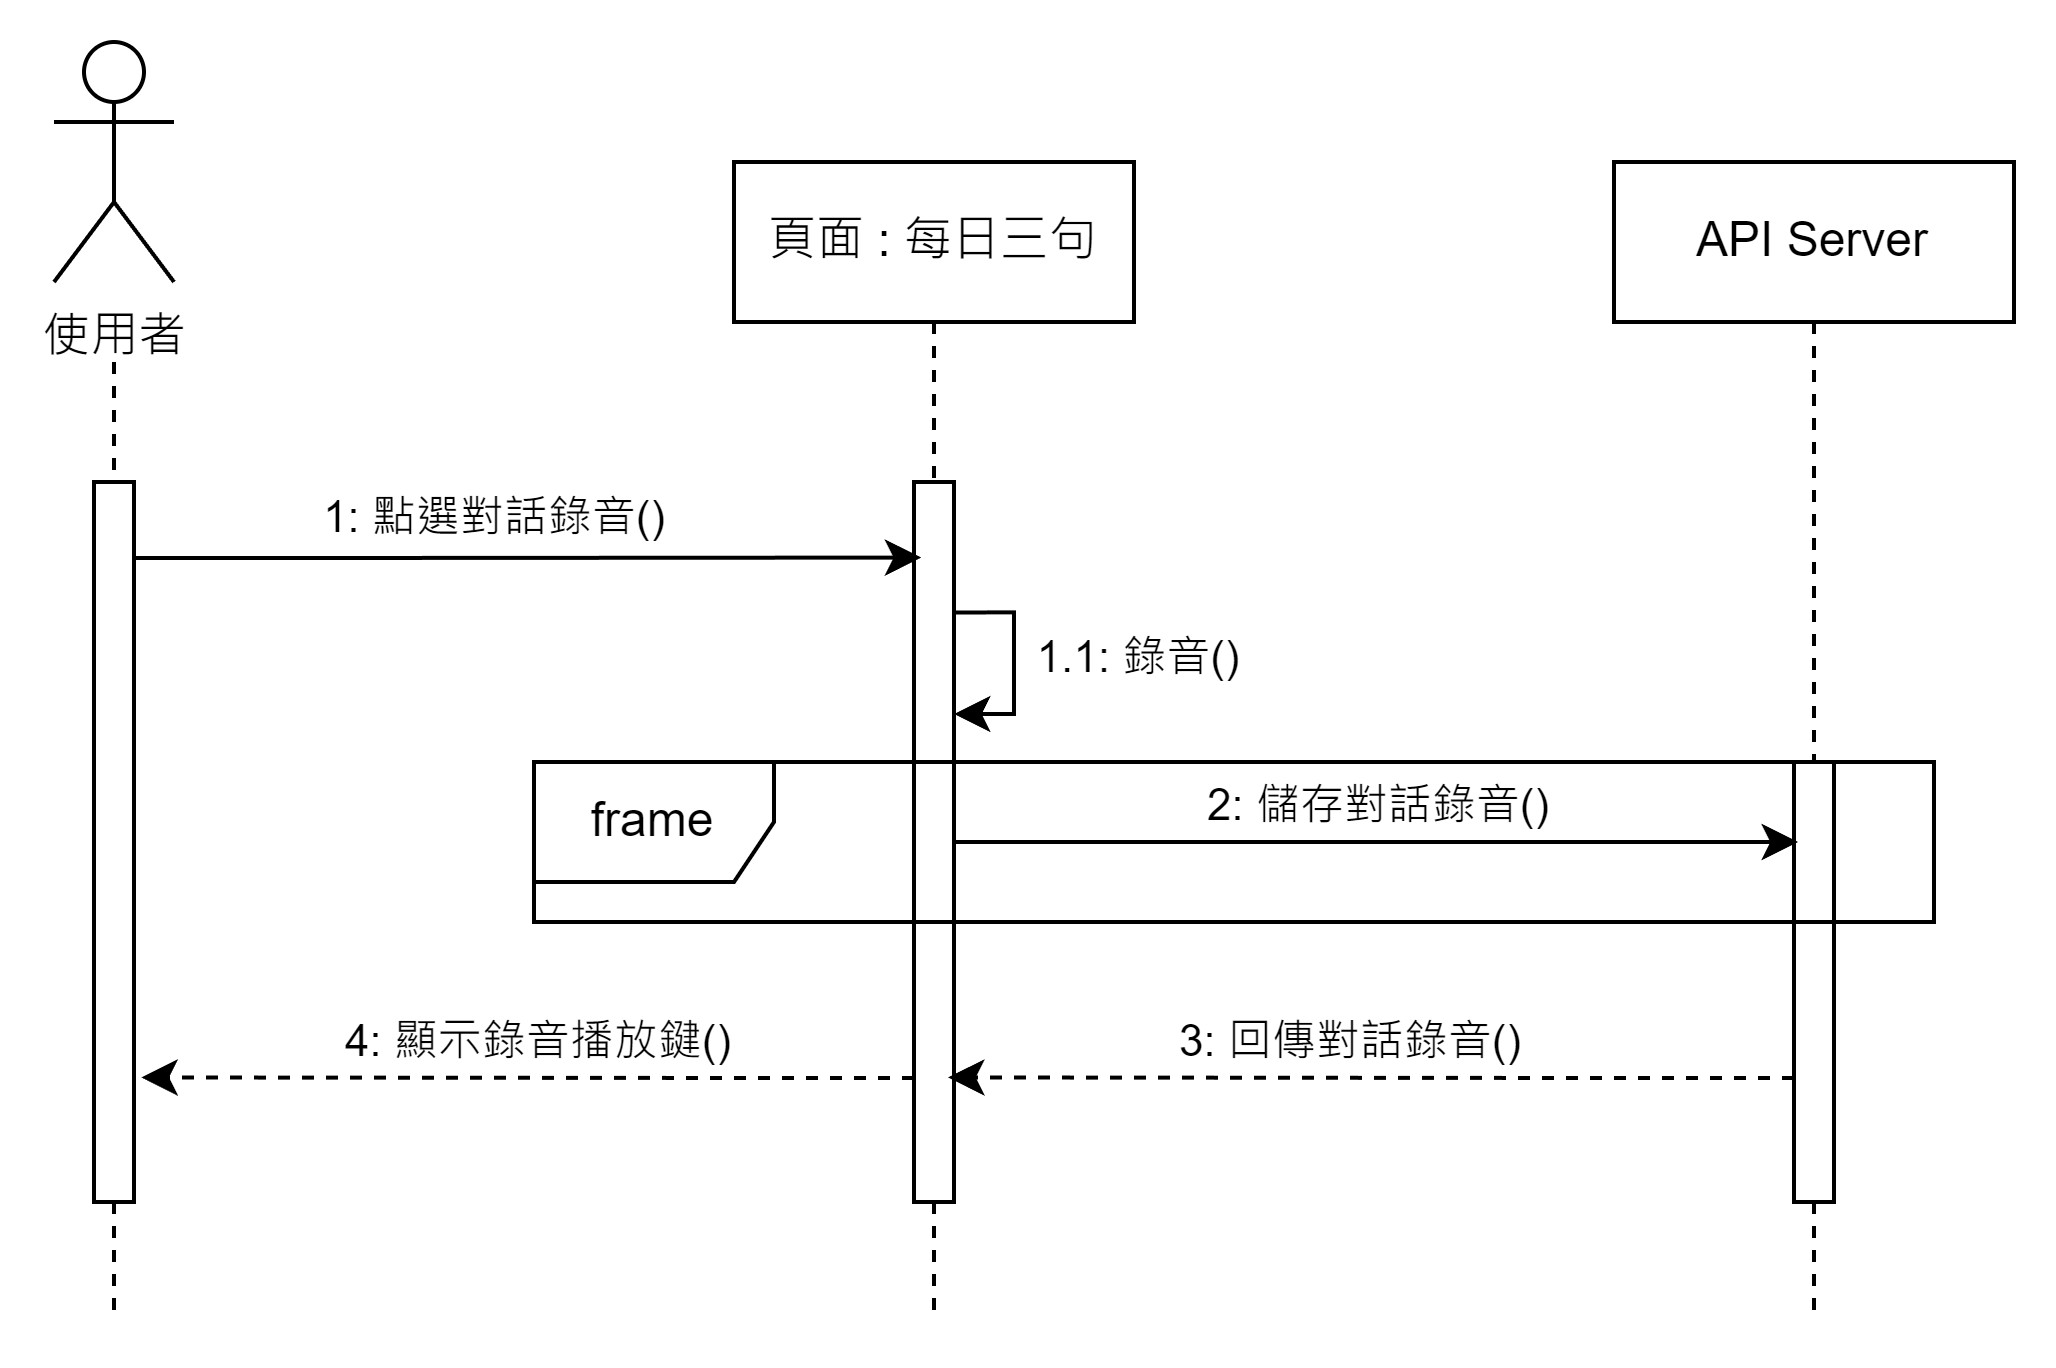 使用者
頁面 : 每日三句
API Server
1: 點選對話錄音()
1.1: 錄音()
frame
2: 儲存對話錄音()
4: 顯示錄音播放鍵()
3: 回傳對話錄音()